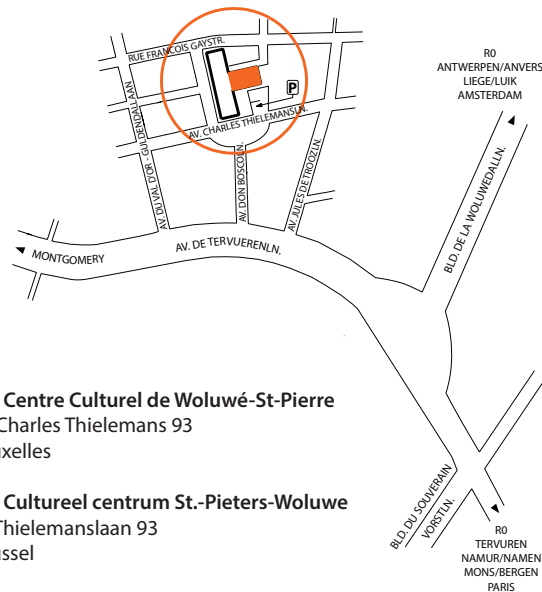 RUE FRANCOIS GAYSTR.
R0
ANTWERPEN/ANVERS
LIEGE/LUIK
AMSTERDAM
P
AV. DU VAL D'OR - GULDENDALLAAN
AV. CHARLES THIELEMANSLN.
AV. DON BOSCOLN.
AV. JULES DE TROOZLN.
BLD. DE LA WOLUWEDALLN.
MONTGOMERY
AV. DE TERVUERENLN.
Centre Culturel de Woluwé-St-Pierre
Charles Thielemans 93
xelles
Cultureel centrum St.-Pieters-Woluwe
Thielemanslaan 93
ssel
BLD. DU SOUVERAIN
VORSTLN.
R0
TERVUREN
NAMUR/NAMEN
MONS/BERGEN
PARIS